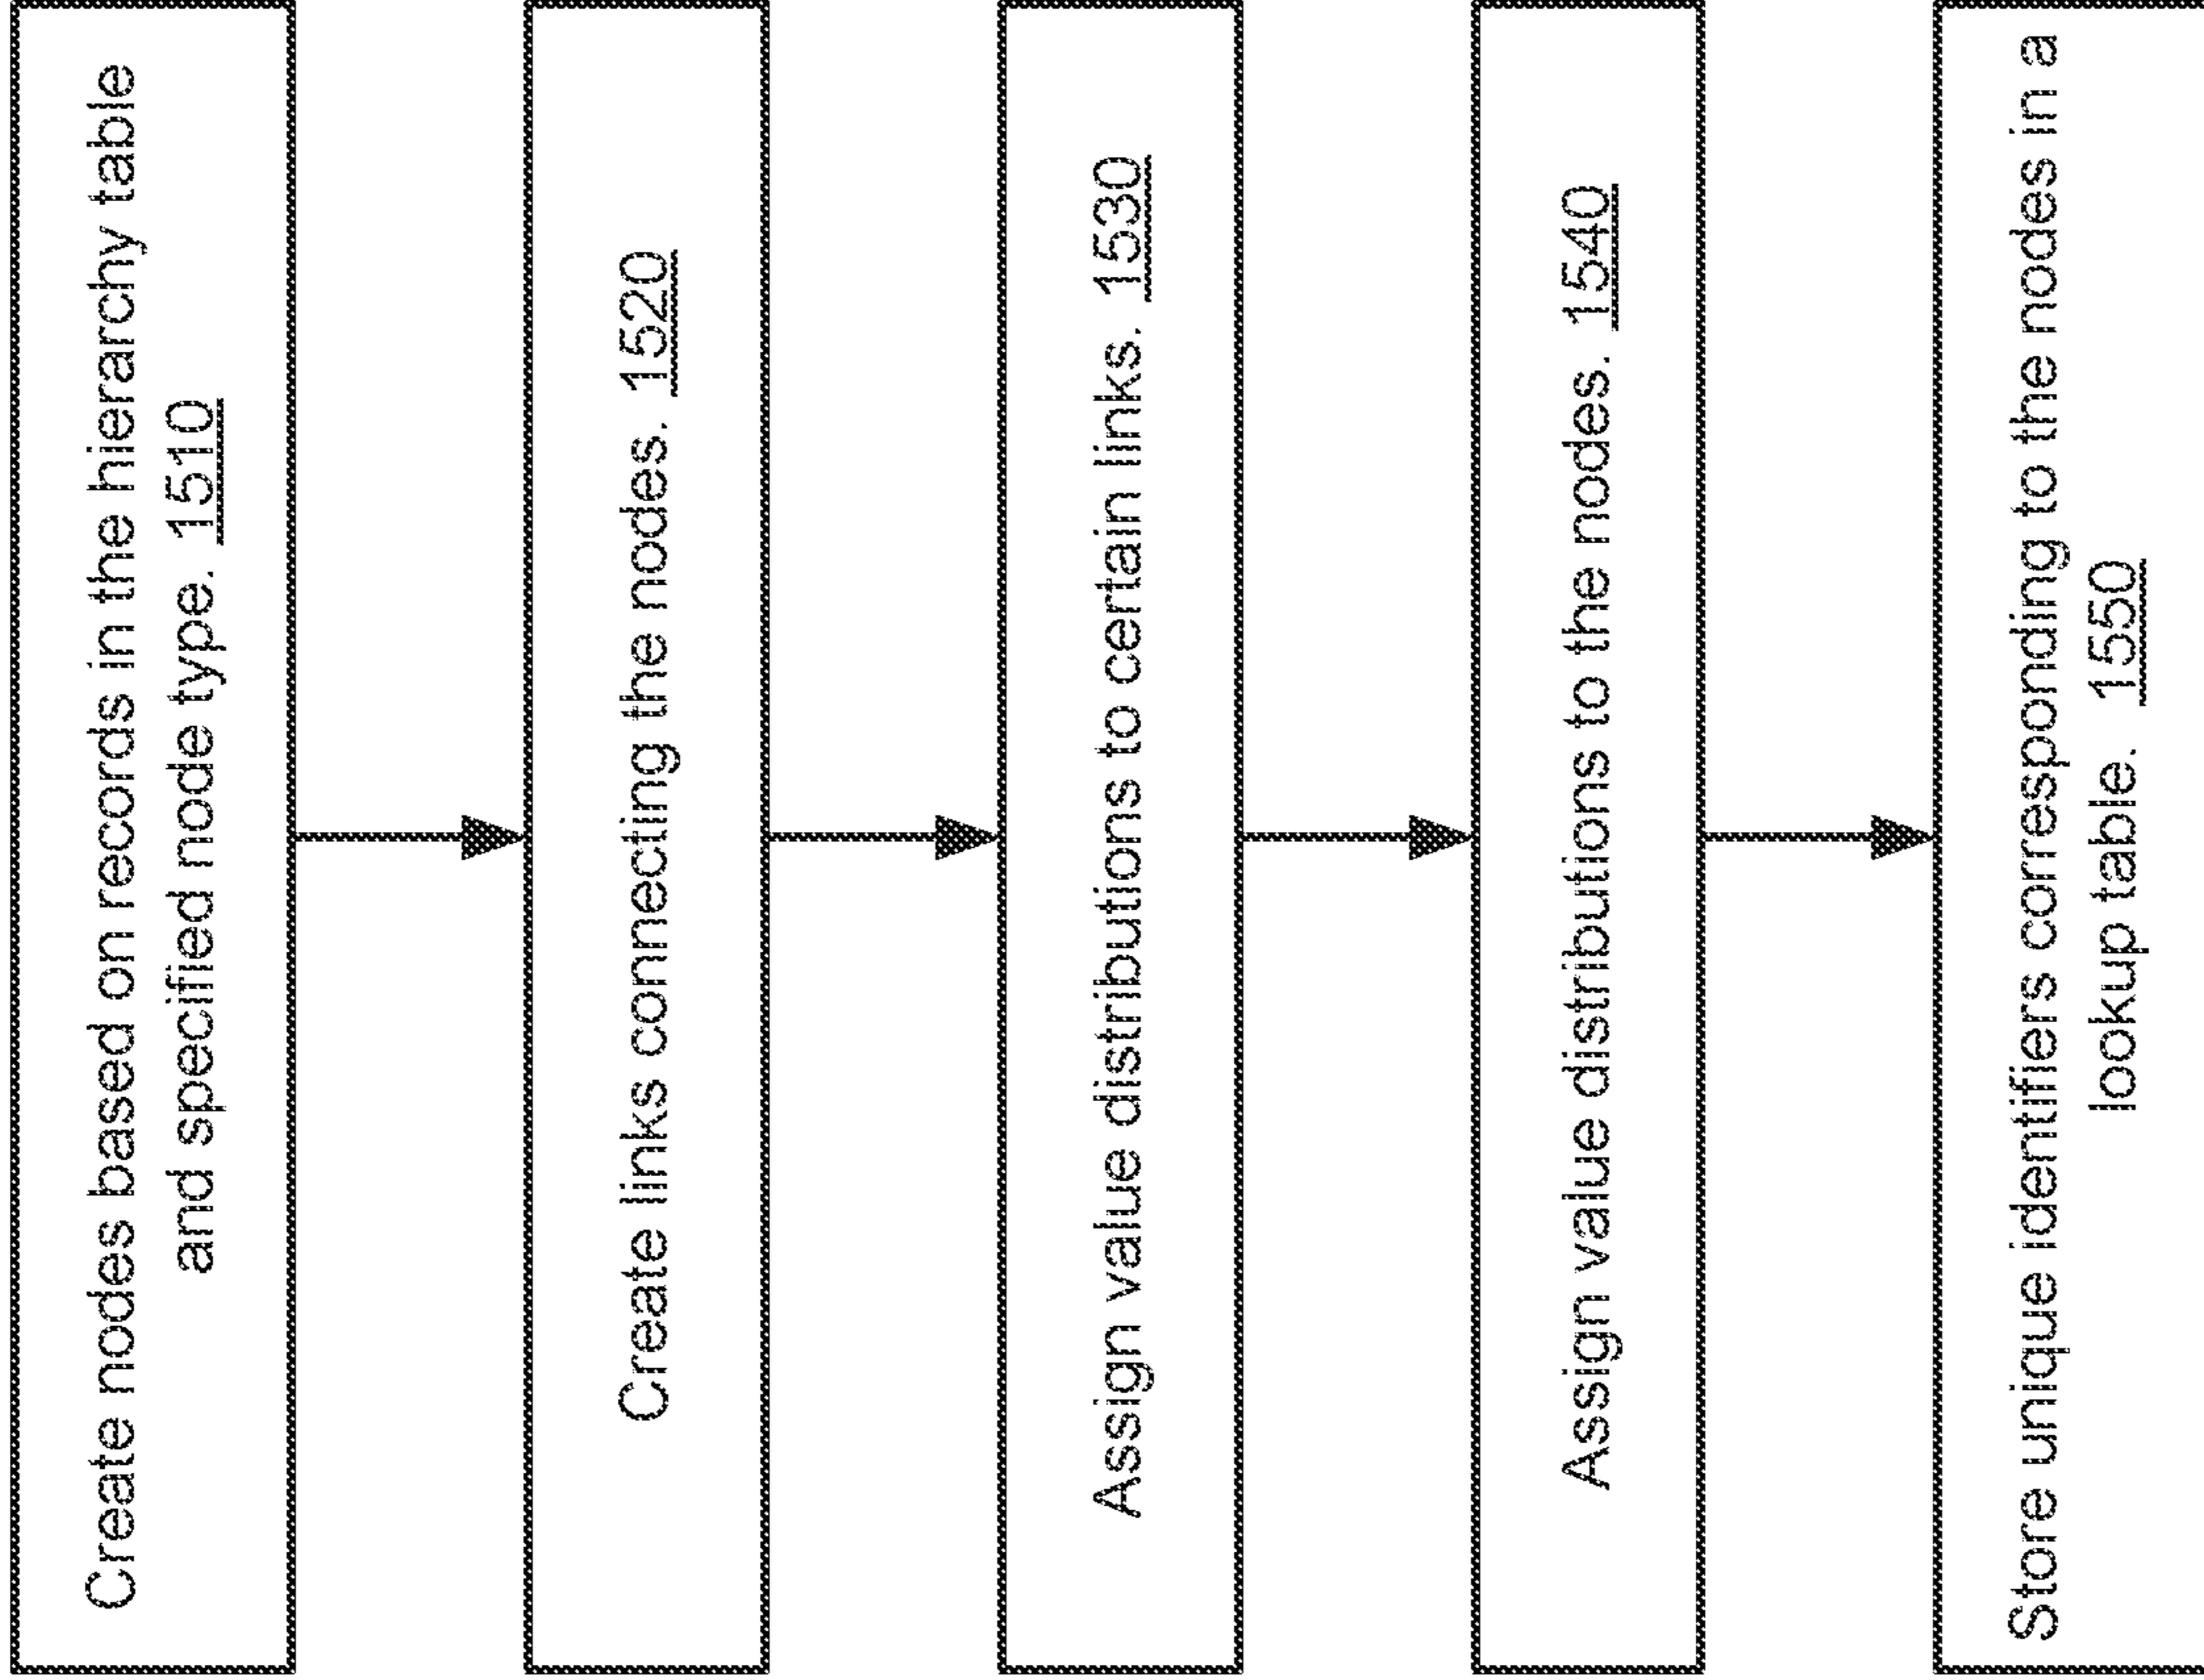 Create nodes based on records in the hierarchy table
and specified node type. 1510
Create links connecting the nodes. 1520
Assign value distributions to certain links. 1530
Assign value distributions to the nodes. 1540
Store unique identifiers corresponding to the nodes in a
lookup table. 1550